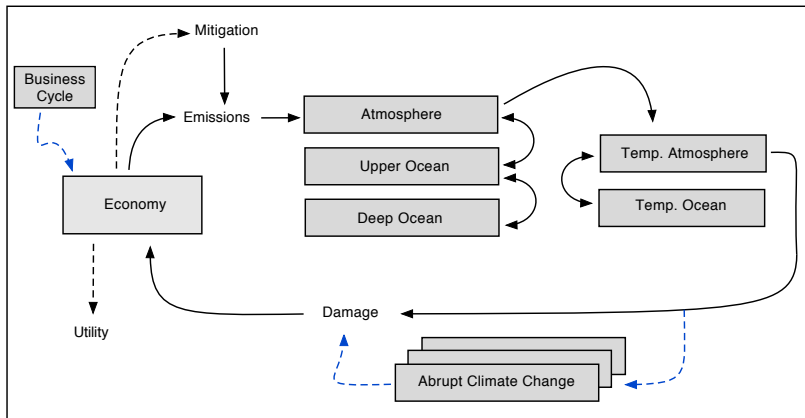 Mitigation
Business
Cycle
Emissions
Atmosphere
Upper Ocean
Temp. Atmosphere
Economy
Deep Ocean
Temp. Ocean
Damage
Utility
Abrupt Climate Change